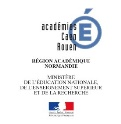 académies
Caen
Rouen
RÉGION ACADÉMIQUE
NORMANDIE
MINISTÈRE
DE L'ÉDUCATION NATIONALE,
DE L'ENSEIGNEMENT SUPÉRIEUR
ET DE LA RECHERCHE